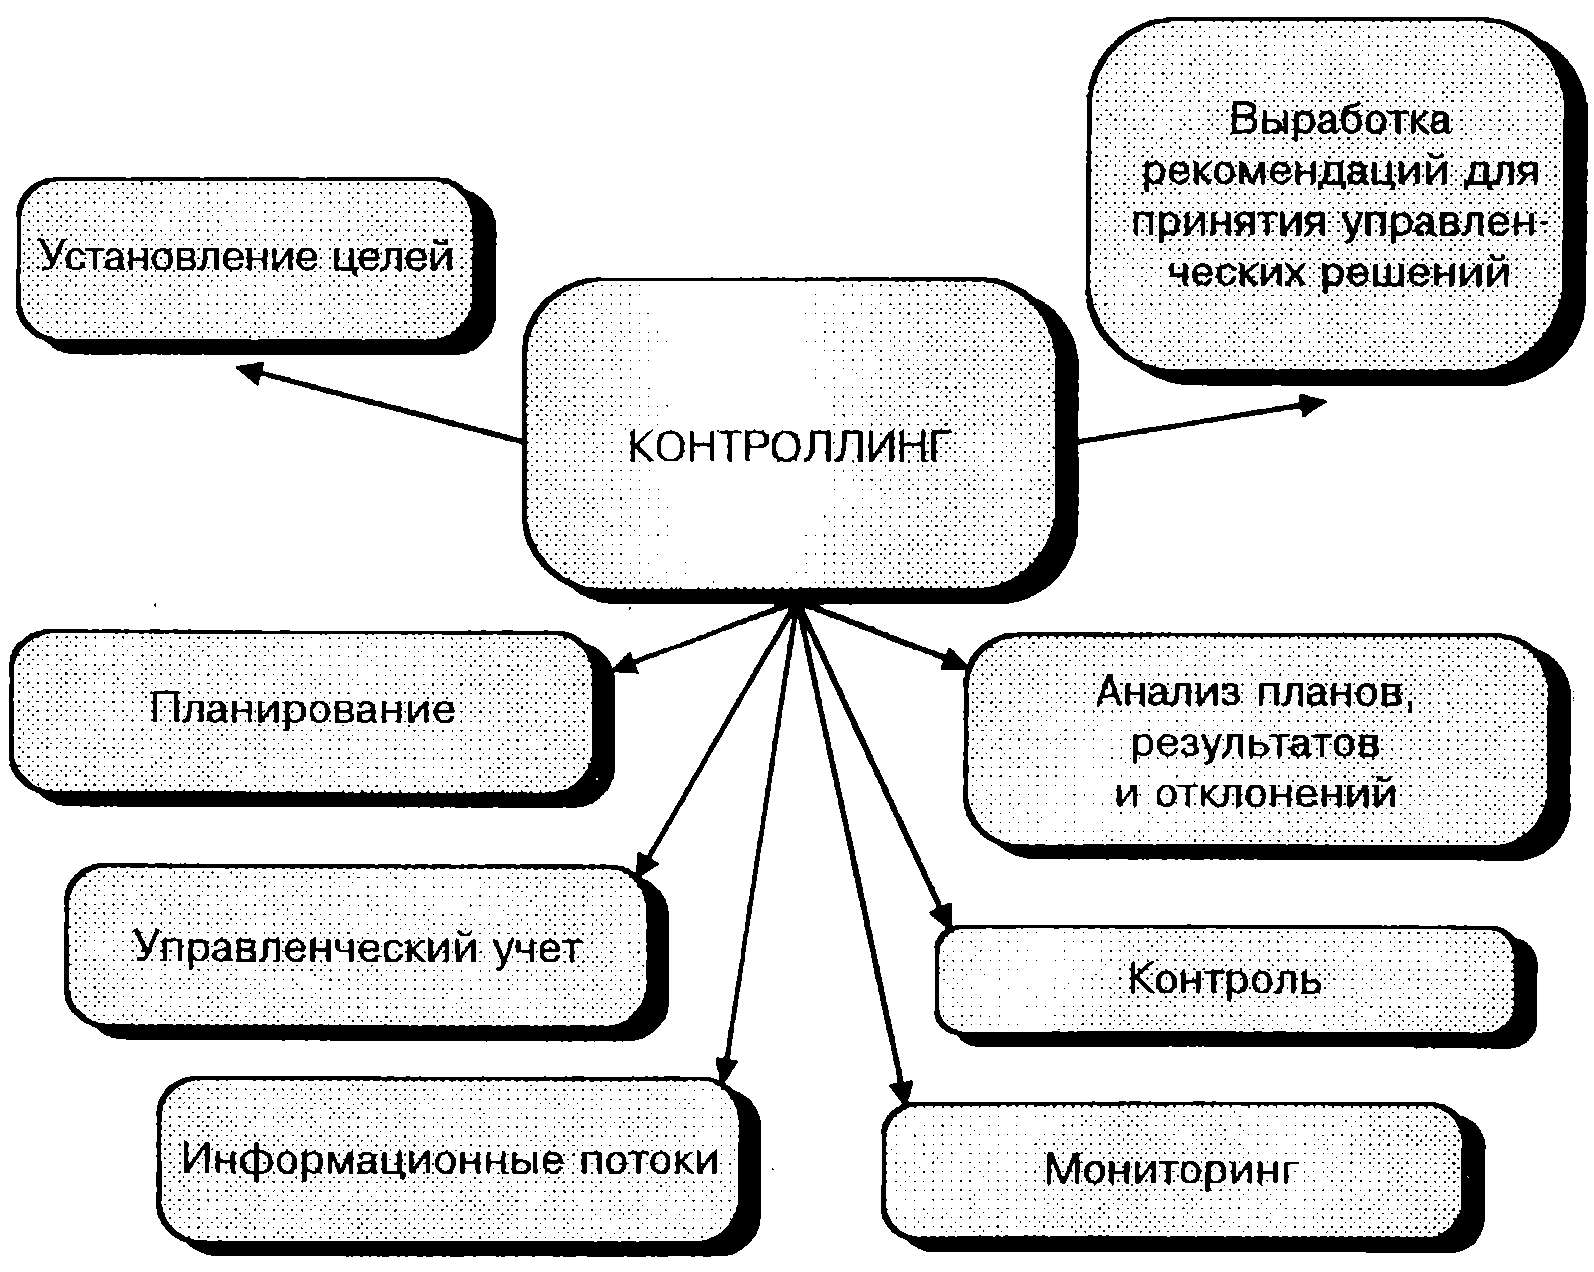 Выработка
рекомендаций для
принятия управлен-
ческих решений
Установление целей
КОНТРОЛЛИНГ
Планирование
Анализ планов,
результатов
и отклонений
Управленческий учет
Контроль
Информационные потоки
Мониторинг